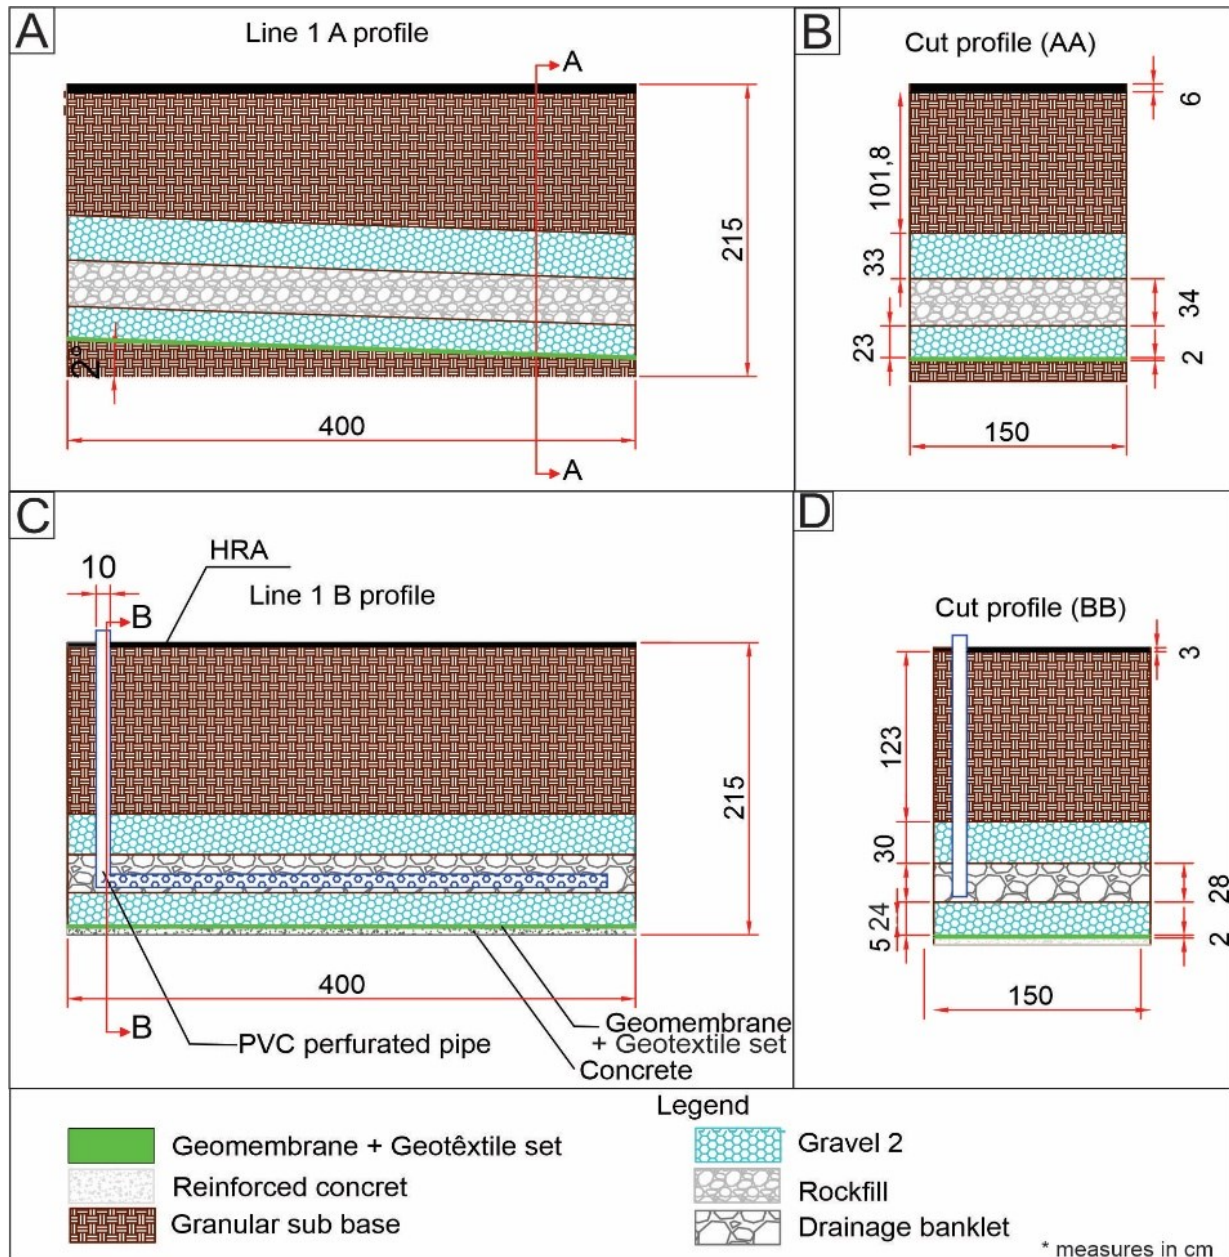 A
Line 1 A profile
A
215
2°
400
A
B
Cut profile (AA)
6
101,8
33
34
23
2
150
C
HRA
10
B
Line 1 B profile
215
400
B
PVC perfurated pipe
Geomembrane
+ Geotextile set
Concrete
D
Cut profile (BB)
3
123
30
28
24
5
2
150
Legend
Geomembrane + Geotêxtile set
Reinforced concret
Granular sub base
Gravel 2
Rockfill
Drainage banklet
* measures in cm